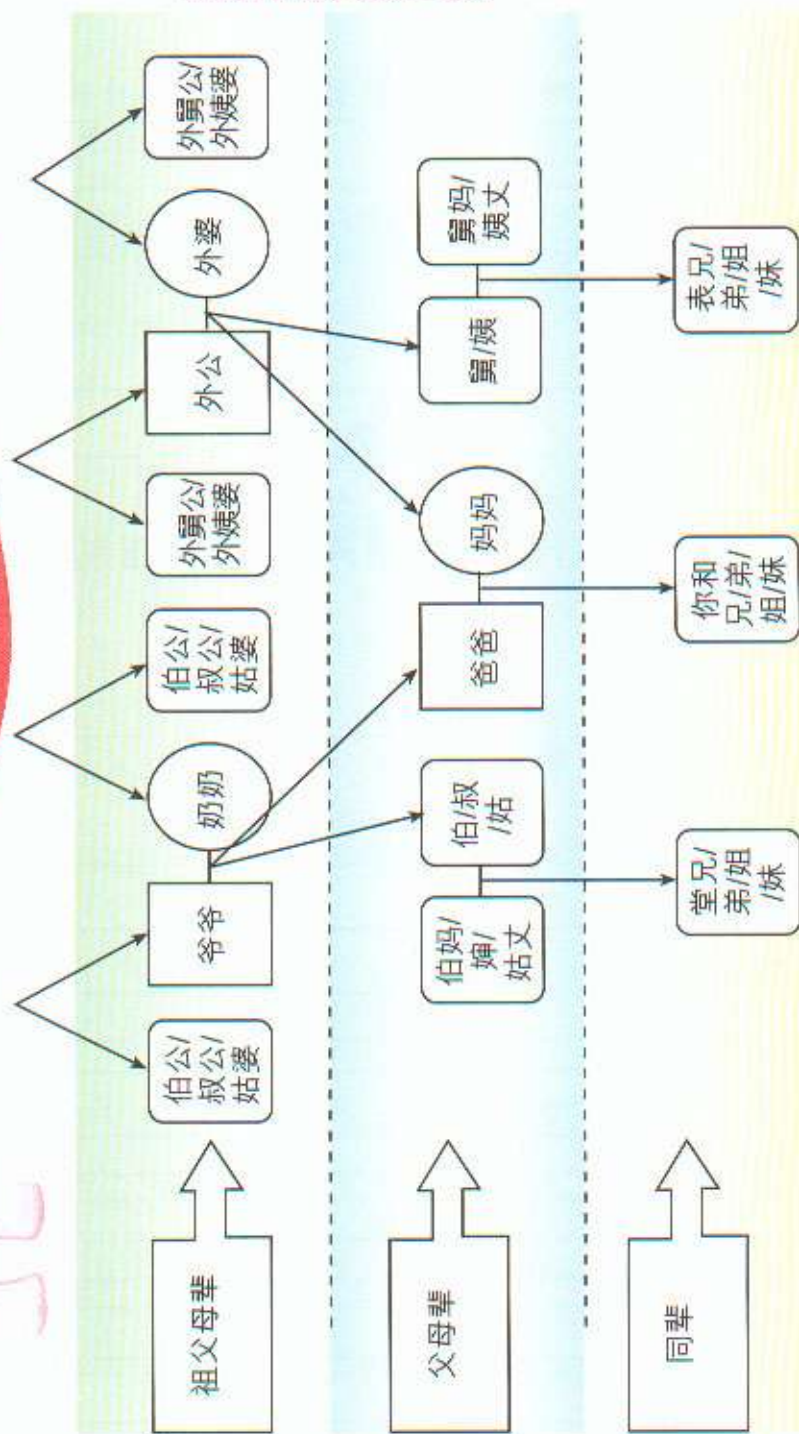 祖父母辈
伯公/
叔公/
姑婆
爷爷
奶奶
伯公/
叔公/
姑婆
外舅公/
外姨婆
外公
外婆
外舅公/
外姨婆
父母辈
伯妈/
婶/
姑丈
伯/叔
/姑
爸爸
妈妈
舅/姨
舅妈/
姨丈
同辈
堂兄/
弟/姐
/妹
你和
兄/弟/
姐/妹
表兄/
弟/姐
/妹